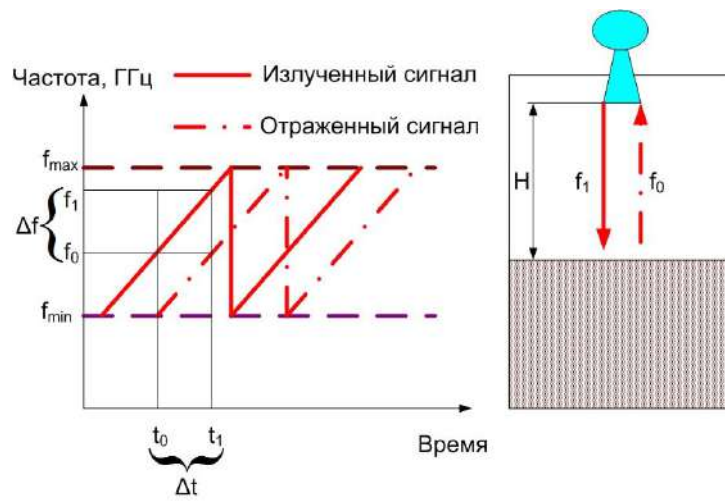 Частота, ГГц
Излученный сигнал
Отраженный сигнал
fmax
f1
Δf
f0
fmin
t0
t1
Δt
Время
H
f1
f0